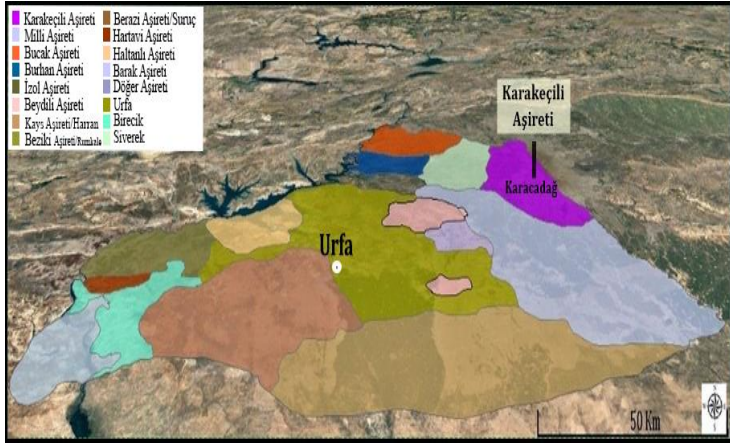 Karakeçili Aşireti
Milli Aşireti
Bucak Aşireti
Burhan Aşireti
İzol Aşireti
Beydili Aşireti
Kays Aşireti/Harran
Beziki Aşireti/Rumkale
Berazi Aşireti/Suruç
Hartavi Aşireti
Haltanlı Aşireti
Barak Aşireti
Döğer Aşireti
Urfa
Birecik
Siverek
Karakeçili
Aşireti
Karacadağ
Urfa
50 Km